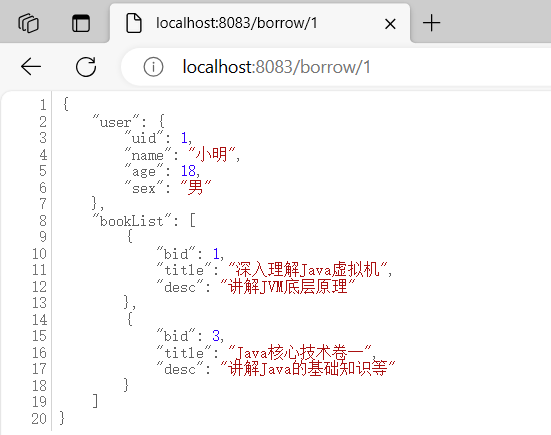 localhost:8083/borrow/1
localhost:8083/borrow/1
1 {
2     "user": {
3         "uid": 1,
4         "name": "小明",
5         "age": 18,
6         "sex": "男"
7     },
8     "bookList": [
9         {
10             "bid": 1,
11             "title": "深入理解Java虚拟机",
12             "desc": "讲解JVM底层原理"
13         },
14         {
15             "bid": 3,
16             "title": "Java核心技术卷一",
17             "desc": "讲解Java的基础知识等"
18         }
19     ]
20 }